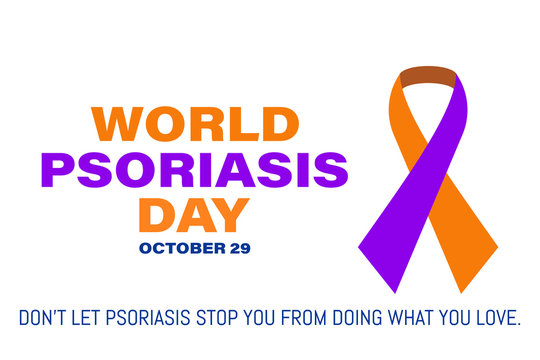 WORLD
PSORIASIS
DAY
OCTOBER 29
DON'T LET PSORIASIS STOP YOU FROM DOING WHAT YOU LOVE.